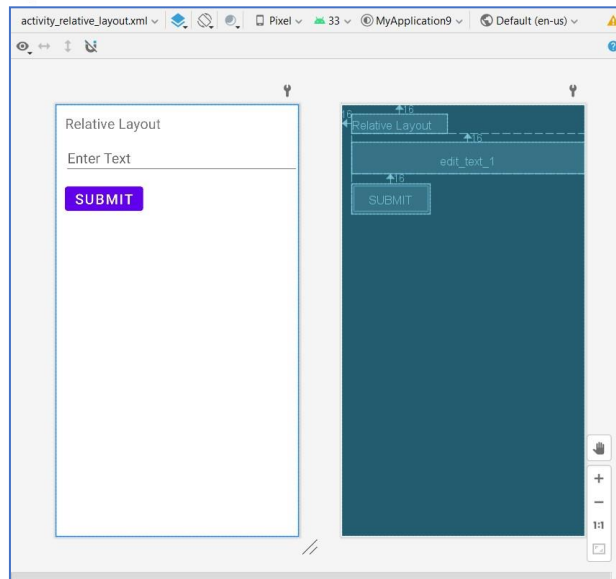 activity_relative_layout.xml Pixel 33 MyApplication9 Default (en-us)
Relative Layout
Enter Text
SUBMIT
16
16
Relative Layout
16
edit_text_1
16
SUBMIT
1:1